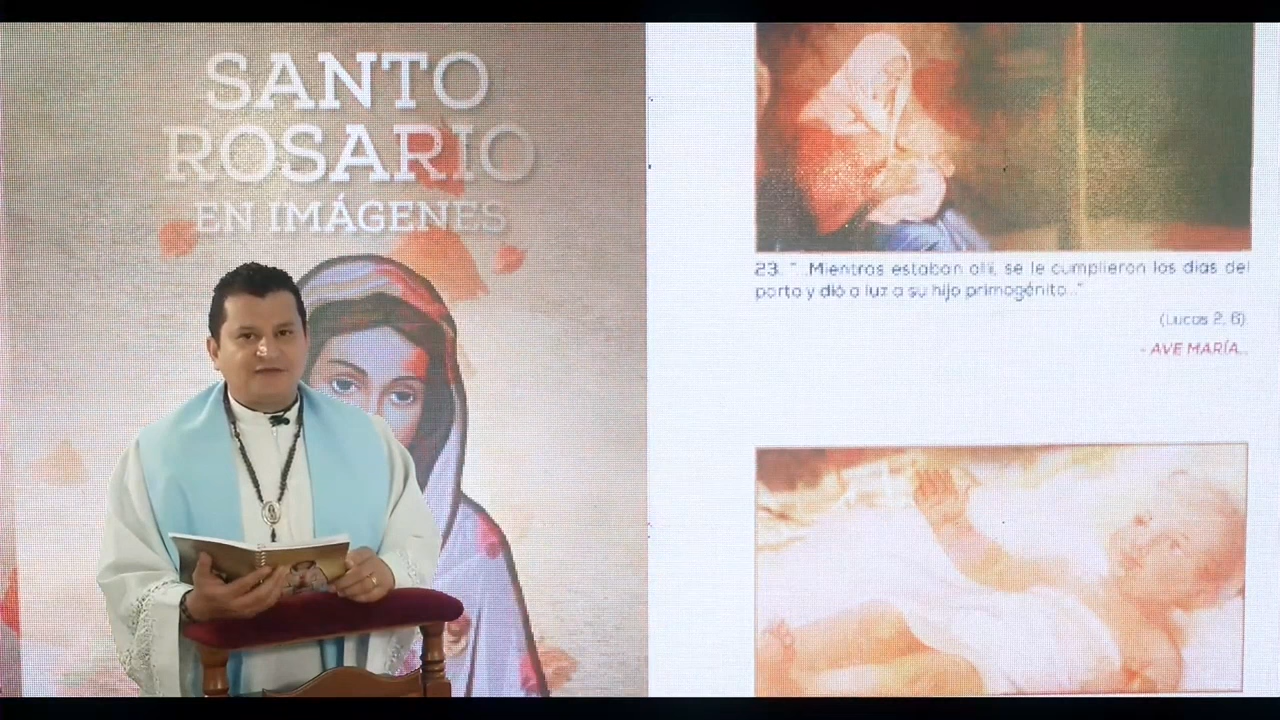 SANTO
ROSARIO
EN IMÁGENES
23. "...Mientras estaban allí, se le cumplieron los días del
parto y dió a luz a su hijo primogénito..."
(Lucas 2, 6)
- AVE MARÍA...